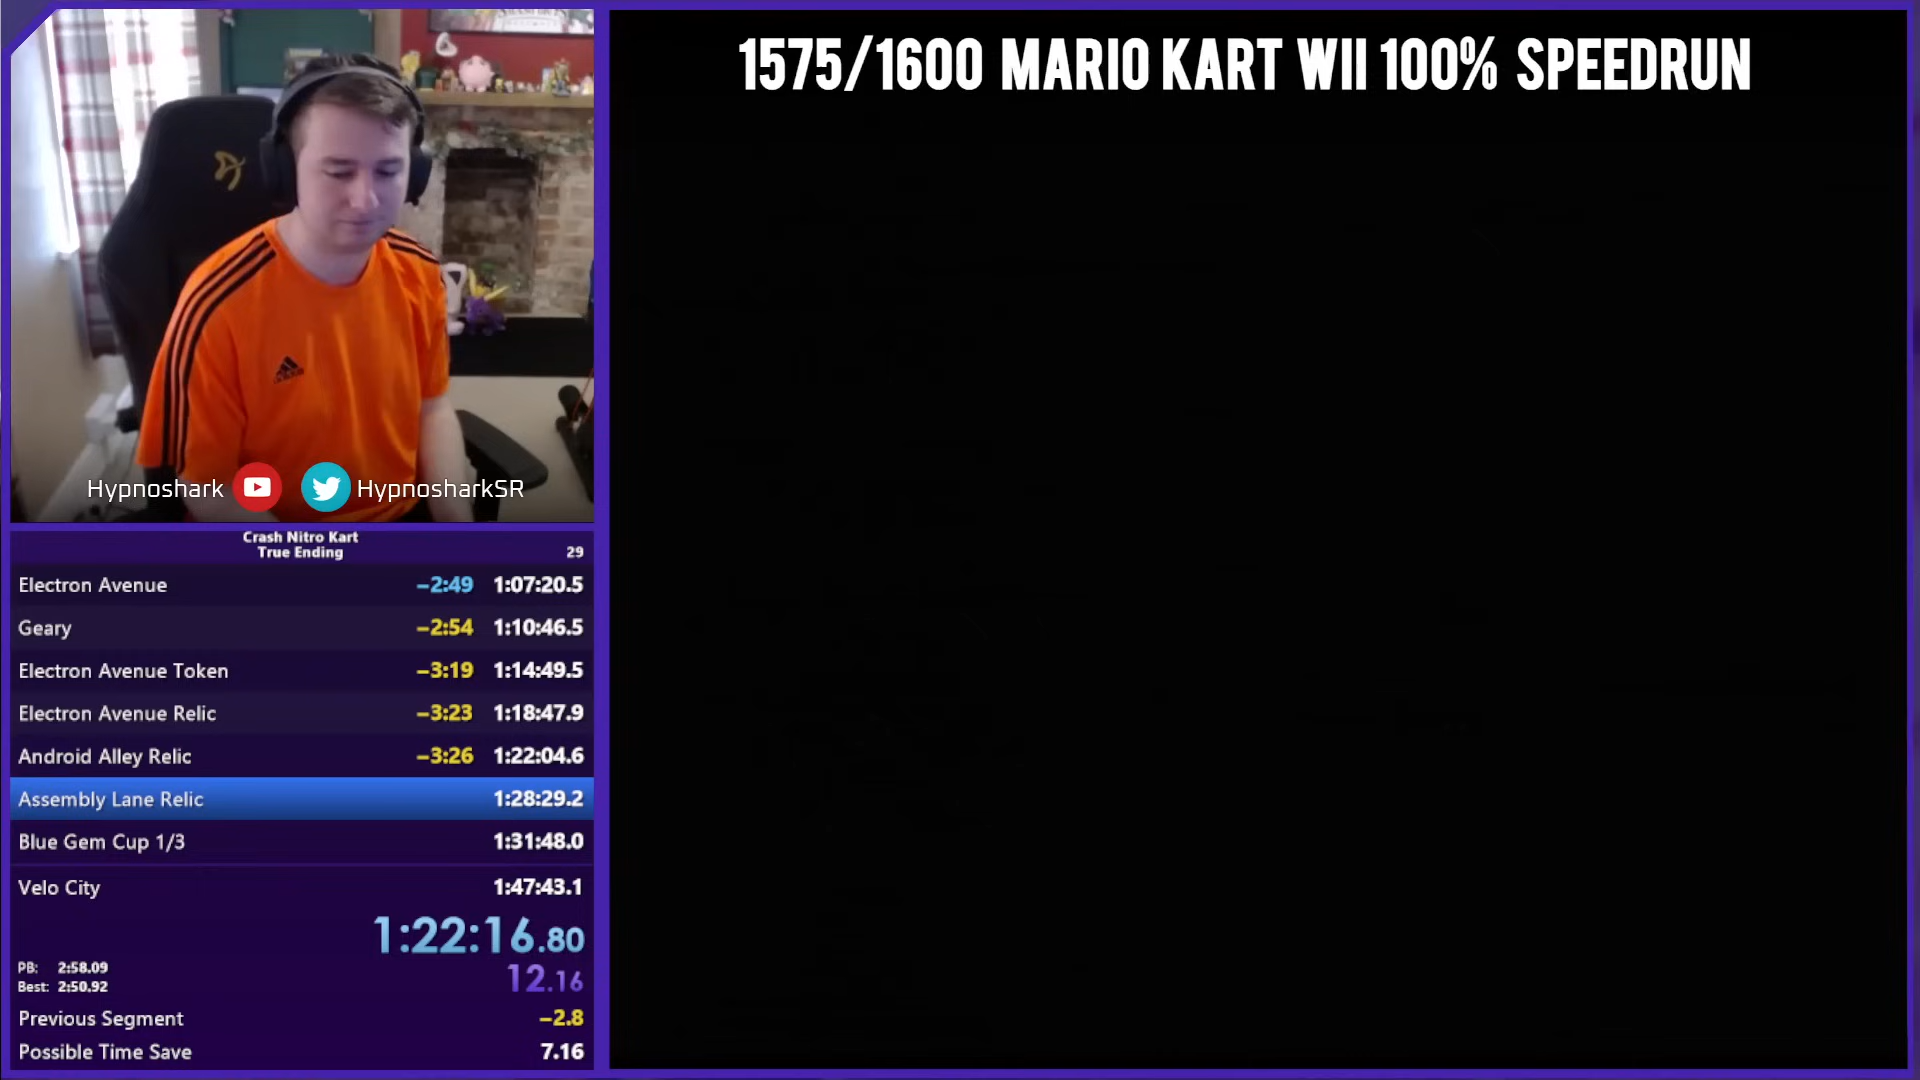 1575/1600 MARIO KART WII 100% SPEEDRUN
adidas
Hypnoshark HypnosharkSR
Crash Nitro Kart
True Ending 29
Electron Avenue −2:49 1:07:20.5
Geary −2:54 1:10:46.5
Electron Avenue Token −3:19 1:14:49.5
Electron Avenue Relic −3:23 1:18:47.9
Android Alley Relic −3:26 1:22:04.6
Assembly Lane Relic 1:28:29.2
Blue Gem Cup 1/3 1:31:48.0
Velo City 1:47:43.1
1:22:16.80
PB: 2:58.09
12.16
Best: 2:50.92
Previous Segment −2.8
Possible Time Save 7.16